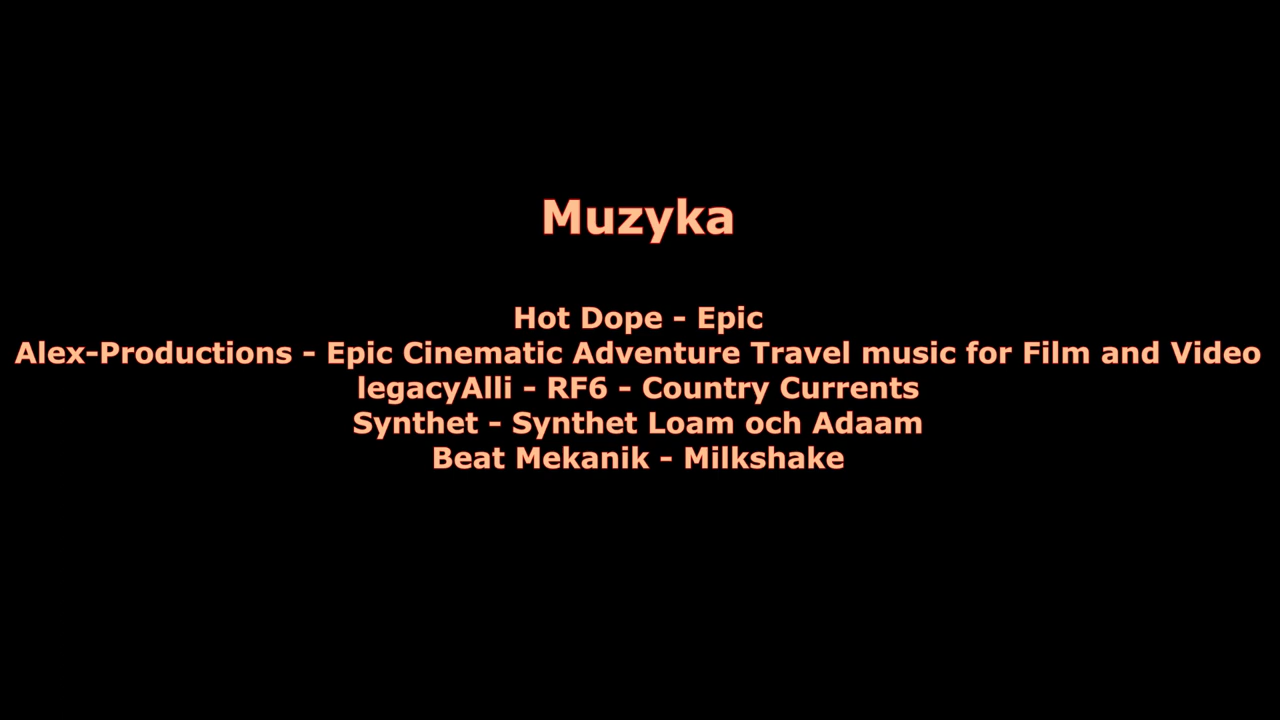 Muzyka
Hot Dope - Epic
Alex-Productions - Epic Cinematic Adventure Travel music for Film and Video
legacyAlli - RF6 - Country Currents
Synthet - Synthet Loam och Adaam
Beat Mekanik - Milkshake